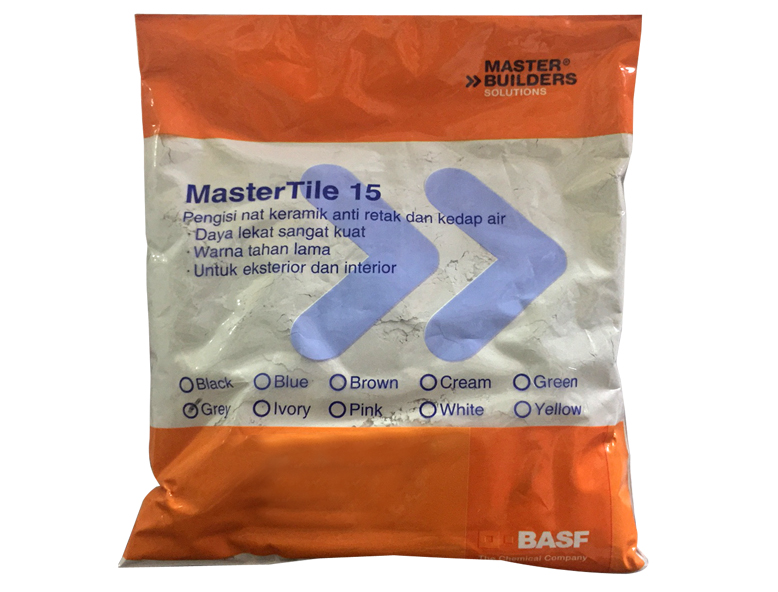 MASTER®
BUILDERS
SOLUTIONS
MasterTile 15
Pengisi nat keramik anti retak dan kedap air
· Daya lekat sangat kuat
· Warna tahan lama
· Untuk eksterior dan interior
Black Blue Brown Cream Green
Grey Ivory Pink White Yellow
BASF
The Chemical Company